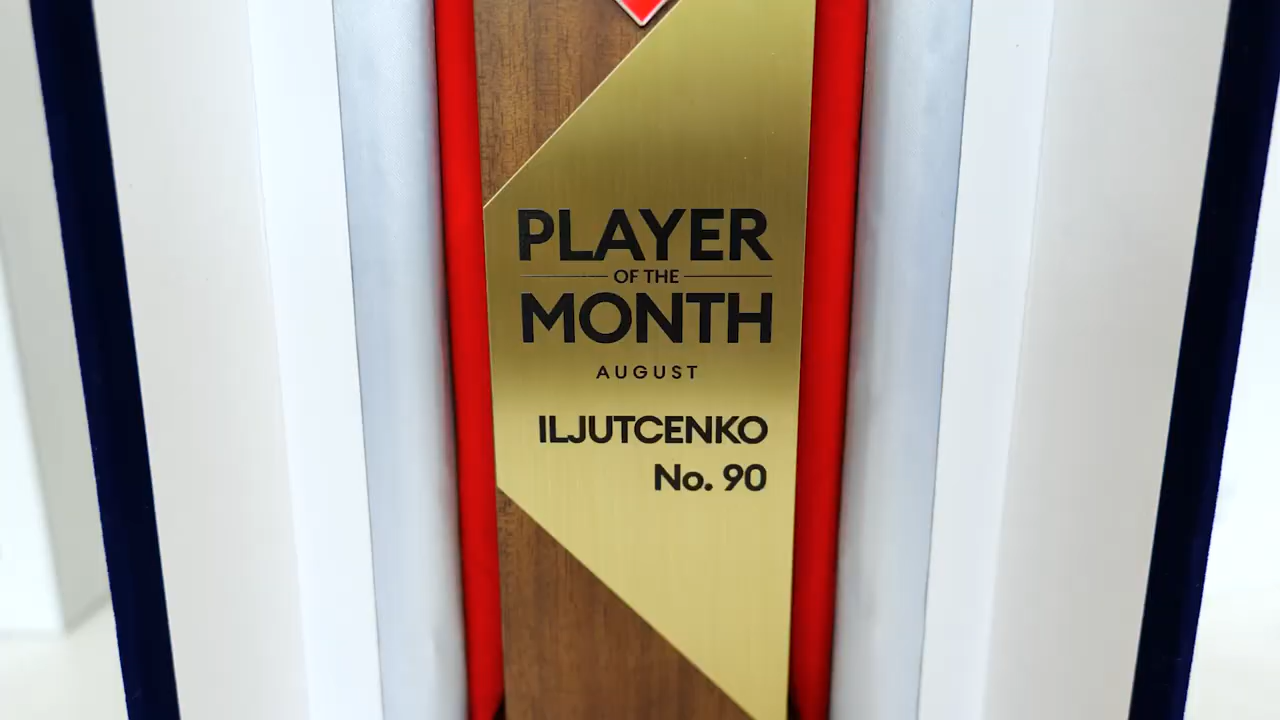 PLAYER
OF THE
MONTH
AUGUST
ILJUTCENKO
No. 90